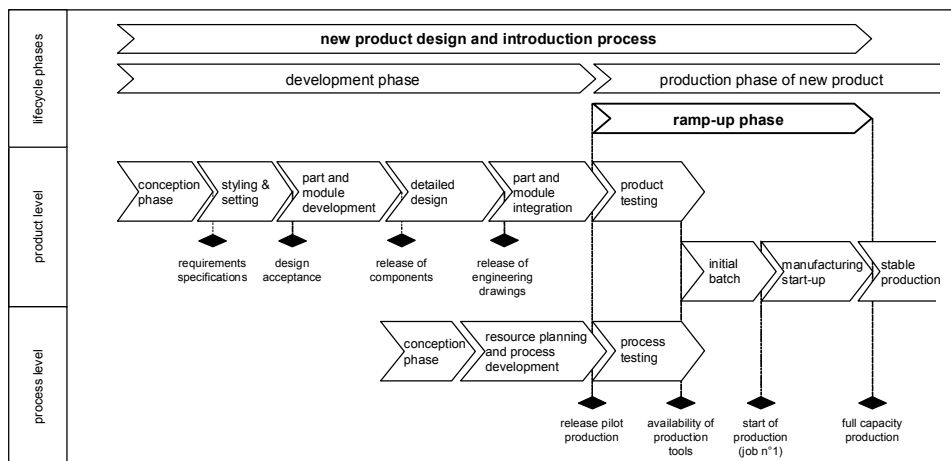 lifecycle phases
new product design and introduction process
development phase
production phase of new product
ramp-up phase
product level
conception
phase
styling &
setting
part and
module
development
detailed
design
part and
module
integration
product
testing
requirements
specifications
design
acceptance
release of
components
release of
engineering
drawings
initial
batch
manufacturing
start-up
stable
production
process level
conception
phase
resource planning
and process
development
process
testing
release pilot
production
availability of
production
tools
start of
production
(job n°1)
full capacity
production